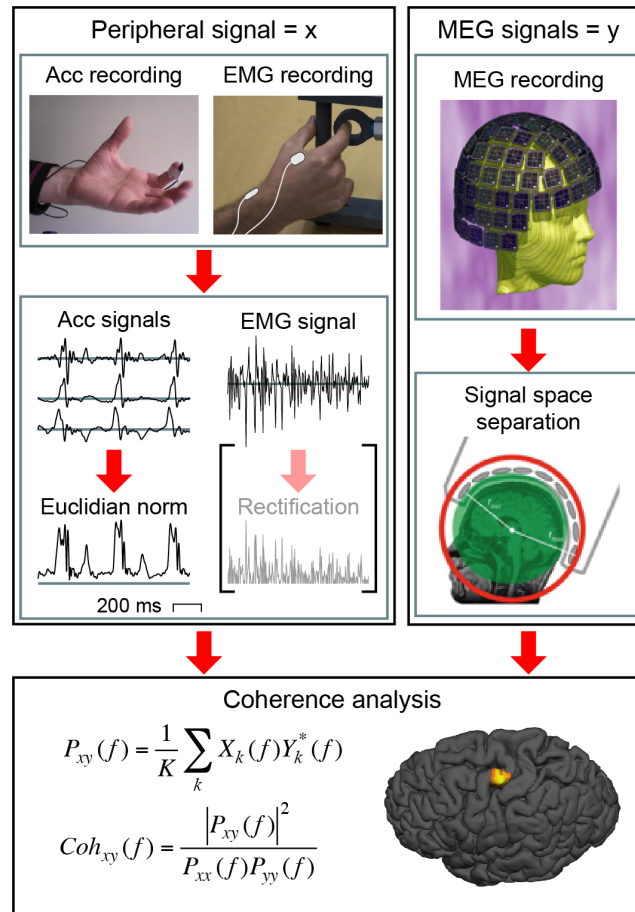 Peripheral signal = x
Acc recording
EMG recording
Acc signals
EMG signal
Euclidian norm
Rectification
200 ms
MEG signals = y
MEG recording
Signal space
separation
Coherence analysis
P_xy(f) = 1/K ∑_k X_k(f)Y_k^*(f)
Coh_xy(f) = |P_xy(f)|^2 / P_xx(f)P_yy(f)